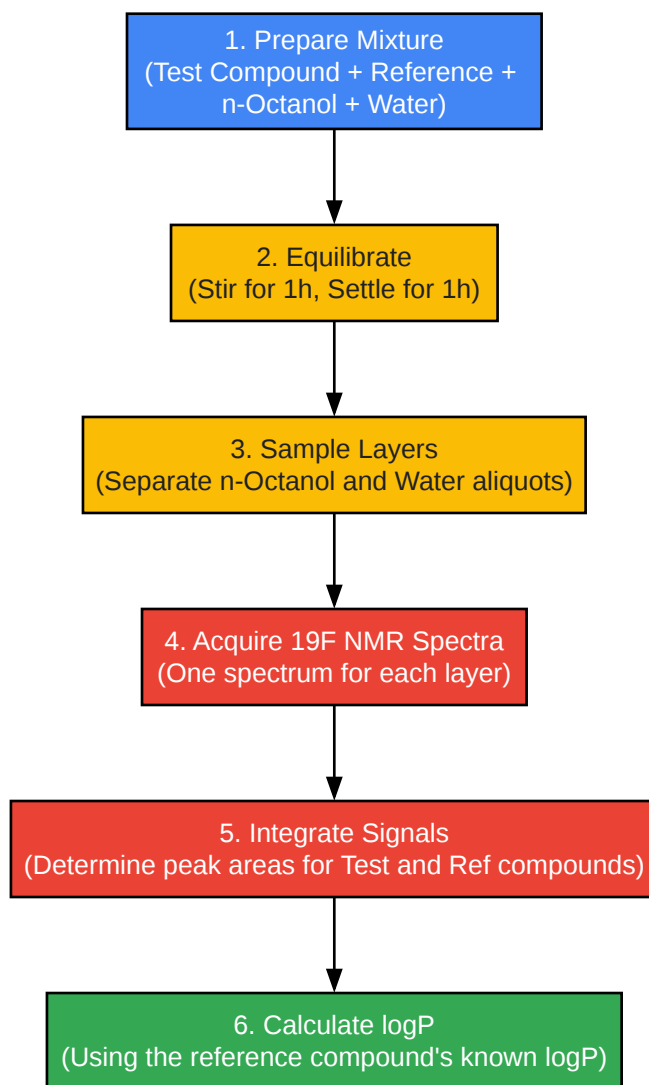 1. Prepare Mixture
(Test Compound + Reference +
n-Octanol + Water)
2. Equilibrate
(Stir for 1h, Settle for 1h)
3. Sample Layers
(Separate n-Octanol and Water aliquots)
4. Acquire 19F NMR Spectra
(One spectrum for each layer)
5. Integrate Signals
(Determine peak areas for Test and Ref compounds)
6. Calculate logP
(Using the reference compound's known logP)